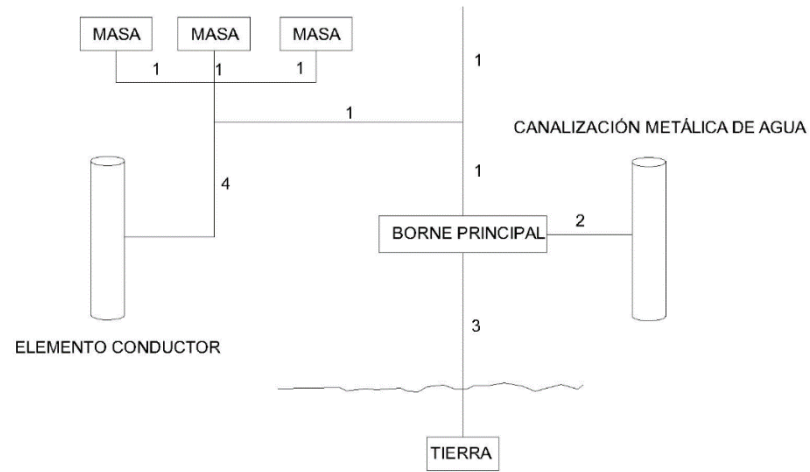 MASA MASA MASA
1 1 1
1
1
CANALIZACIÓN METÁLICA DE AGUA
1
4
2
BORNE PRINCIPAL
3
ELEMENTO CONDUCTOR
TIERRA